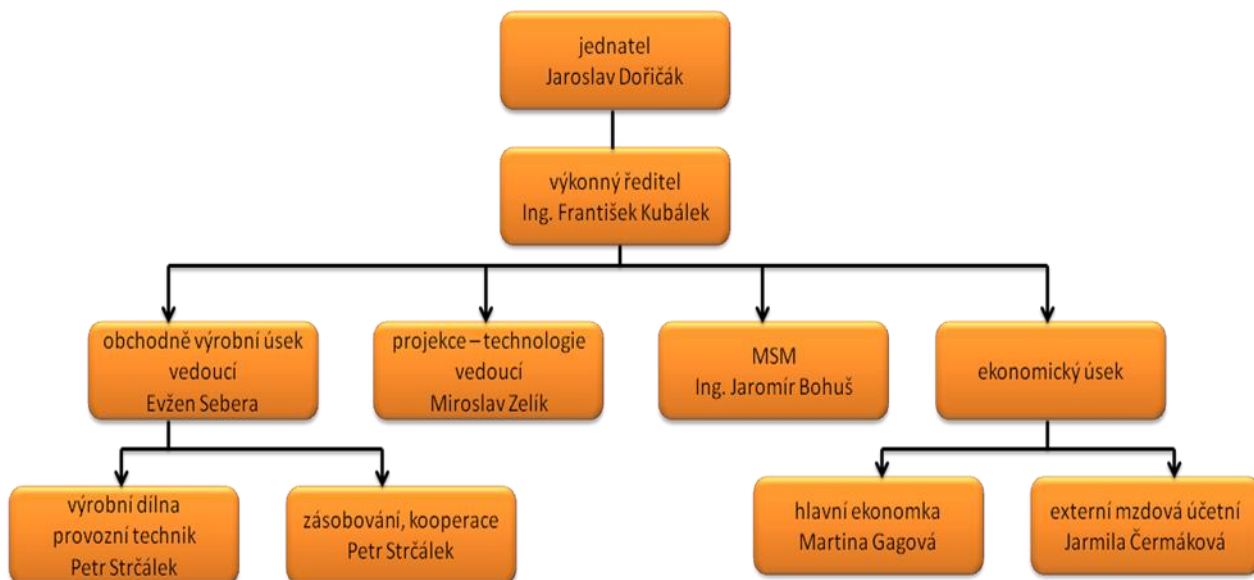 jednatel
Jaroslav Dořičák
výkonný ředitel
Ing. František Kubálek
obchodně výrobní úsek
vedoucí
Evžen Sebera
projekce – technologie
vedoucí
Miroslav Zelík
MSM
Ing. Jaromír Bohuš
ekonomický úsek
výrobní dílna
provozní technik
Petr Strčálek
zásobování, kooperace
Petr Strčálek
hlavní ekonomka
Martina Gagová
externí mzdová účetní
Jarmila Čermáková